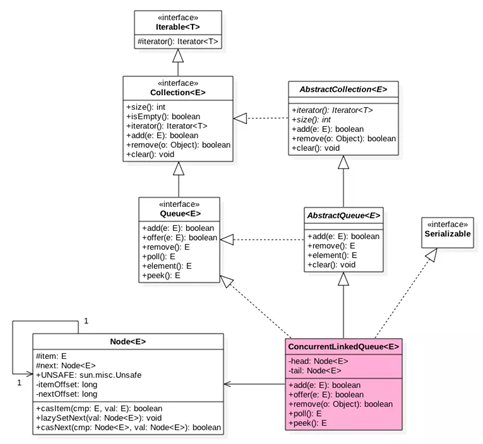 «interface»
Iterable<T>
#iterator(): Iterator<T>
«interface»
Collection<E>
+size(): int
+isEmpty(): boolean
+iterator(): Iterator<T>
+add(e: E): boolean
+remove(o: Object): boolean
+clear(): void
AbstractCollection<E>
+iterator(): Iterator<T>
+size(): int
+add(e: E): boolean
+remove(o: Object): boolean
+clear(): void
«interface»
Queue<E>
+add(e: E): boolean
+offer(e: E): boolean
+remove(): E
+poll(): E
+element(): E
+peek(): E
AbstractQueue<E>
+add(e: E): boolean
+remove(): E
+element(): E
+clear(): void
«interface»
Serializable
1
1
Node<E>
#item: E
#next: Node<E>
+UNSAFE: sun.misc.Unsafe
-itemOffset: long
-nextOffset: long
+casItem(cmp: E, val: E): boolean
+lazySetNext(val: Node<E>): void
+casNext(cmp: Node<E>, val: Node<E>): boolean
ConcurrentLinkedQueue<E>
-head: Node<E>
-tail: Node<E>
+add(e: E): boolean
+offer(e: E): boolean
+remove(o: Object): boolean
+poll(): E
+peek(): E